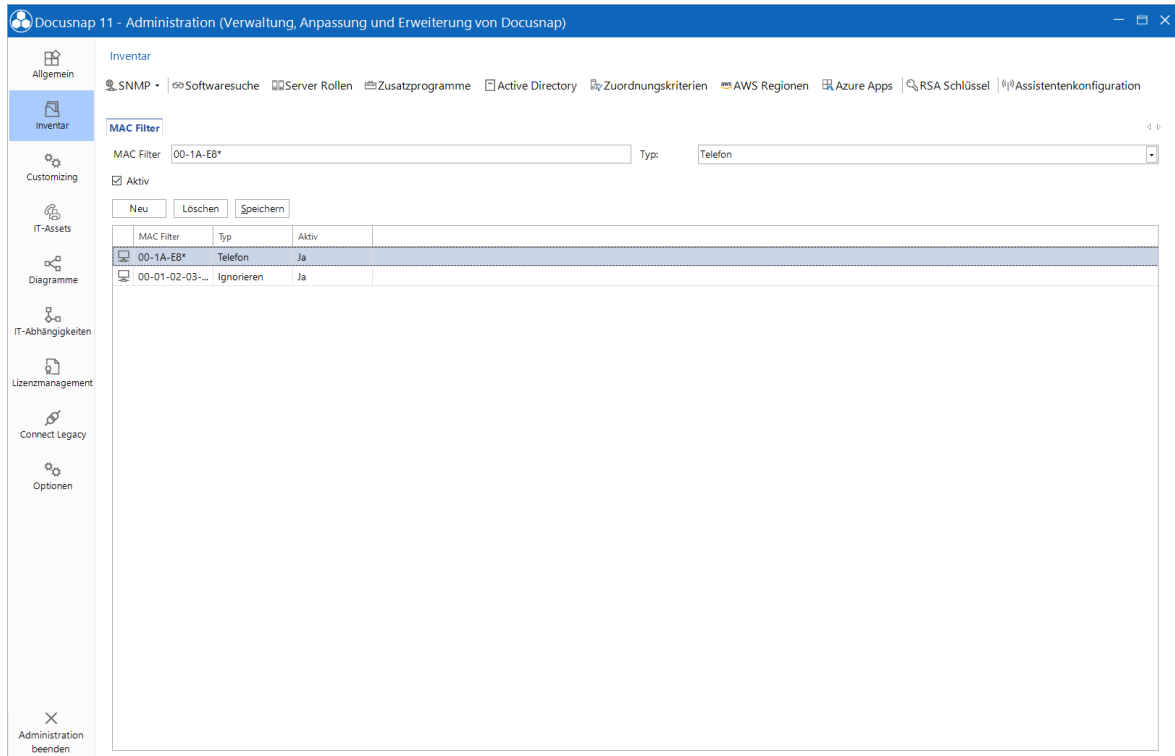 Docusnap 11 - Administration (Verwaltung, Anpassung und Erweiterung von Docusnap)
Allgemein
Inventar
Customizing
IT-Assets
Diagramme
IT-Abhängigkeiten
Lizenzmanagement
Connect Legacy
Optionen
Administration
beenden
Inventar
SNMP Softwaresuche Server Rollen Zusatzprogramme Active Directory Zuordnungskriterien aws AWS Regionen Azure Apps RSA Schlüssel Assistentenkonfiguration
MAC Filter
MAC Filter 00-1A-E8* Typ: Telefon
Aktiv
Neu Löschen Speichern
MAC Filter Typ Aktiv
00-1A-E8* Telefon Ja
00-01-02-03-... Ignorieren Ja